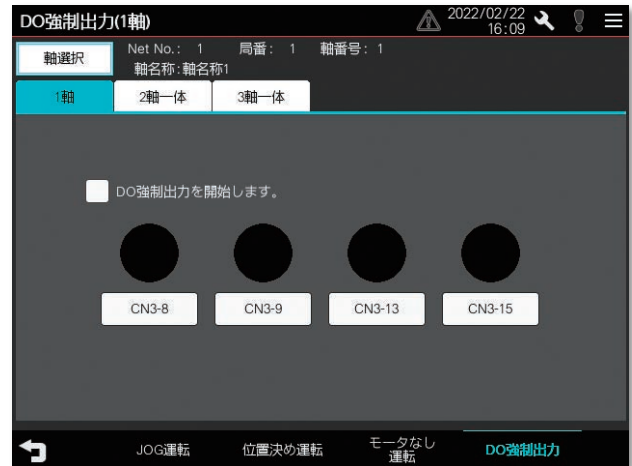 DO強制出力(1軸)
2022/02/22
16:09
軸選択
Net No.: 1 局番: 1 軸番号: 1
軸名称:軸名称1
1軸
2軸一体
3軸一体
DO強制出力を開始します。
CN3-8
CN3-9
CN3-13
CN3-15
JOG運転
位置決め運転
モータなし
運転
DO強制出力